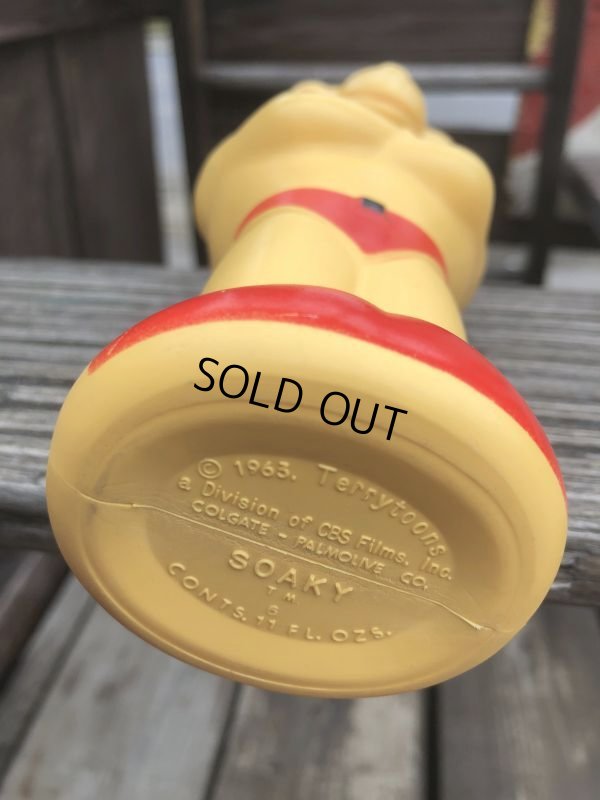 SOLD OUT
© 1963. Terrytoons
a Division of CBS Films, Inc.
COLGATE - PALMOLIVE CO.
SOAKY
TM
6
CONTS. 11 FL. OZS.